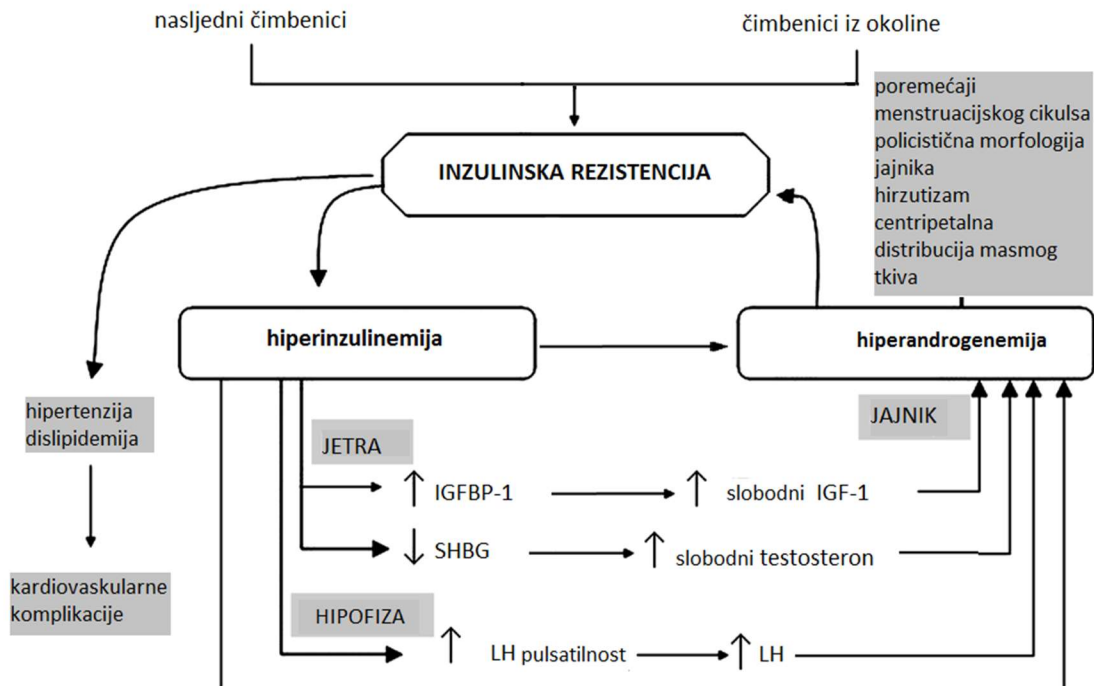 nasljedni čimbenici
čimbenici iz okoline
poremećaji
menstruacijskog cikulsa
policistična morfologija
jajnika
hirzutizam
centripetalna
distribucija masmog
tkiva
INZULINSKA REZISTENCIJA
hiperinzulinemija
hiperandrogenemija
hipertenzija
dislipidemija
JETRA
JAJNIK
↑ IGFBP-1 ↑ slobodni IGF-1
↓ SHBG ↑ slobodni testosteron
kardiovaskularne
komplikacije
HIPOFIZA
↑ LH pulsatilnost ↑ LH